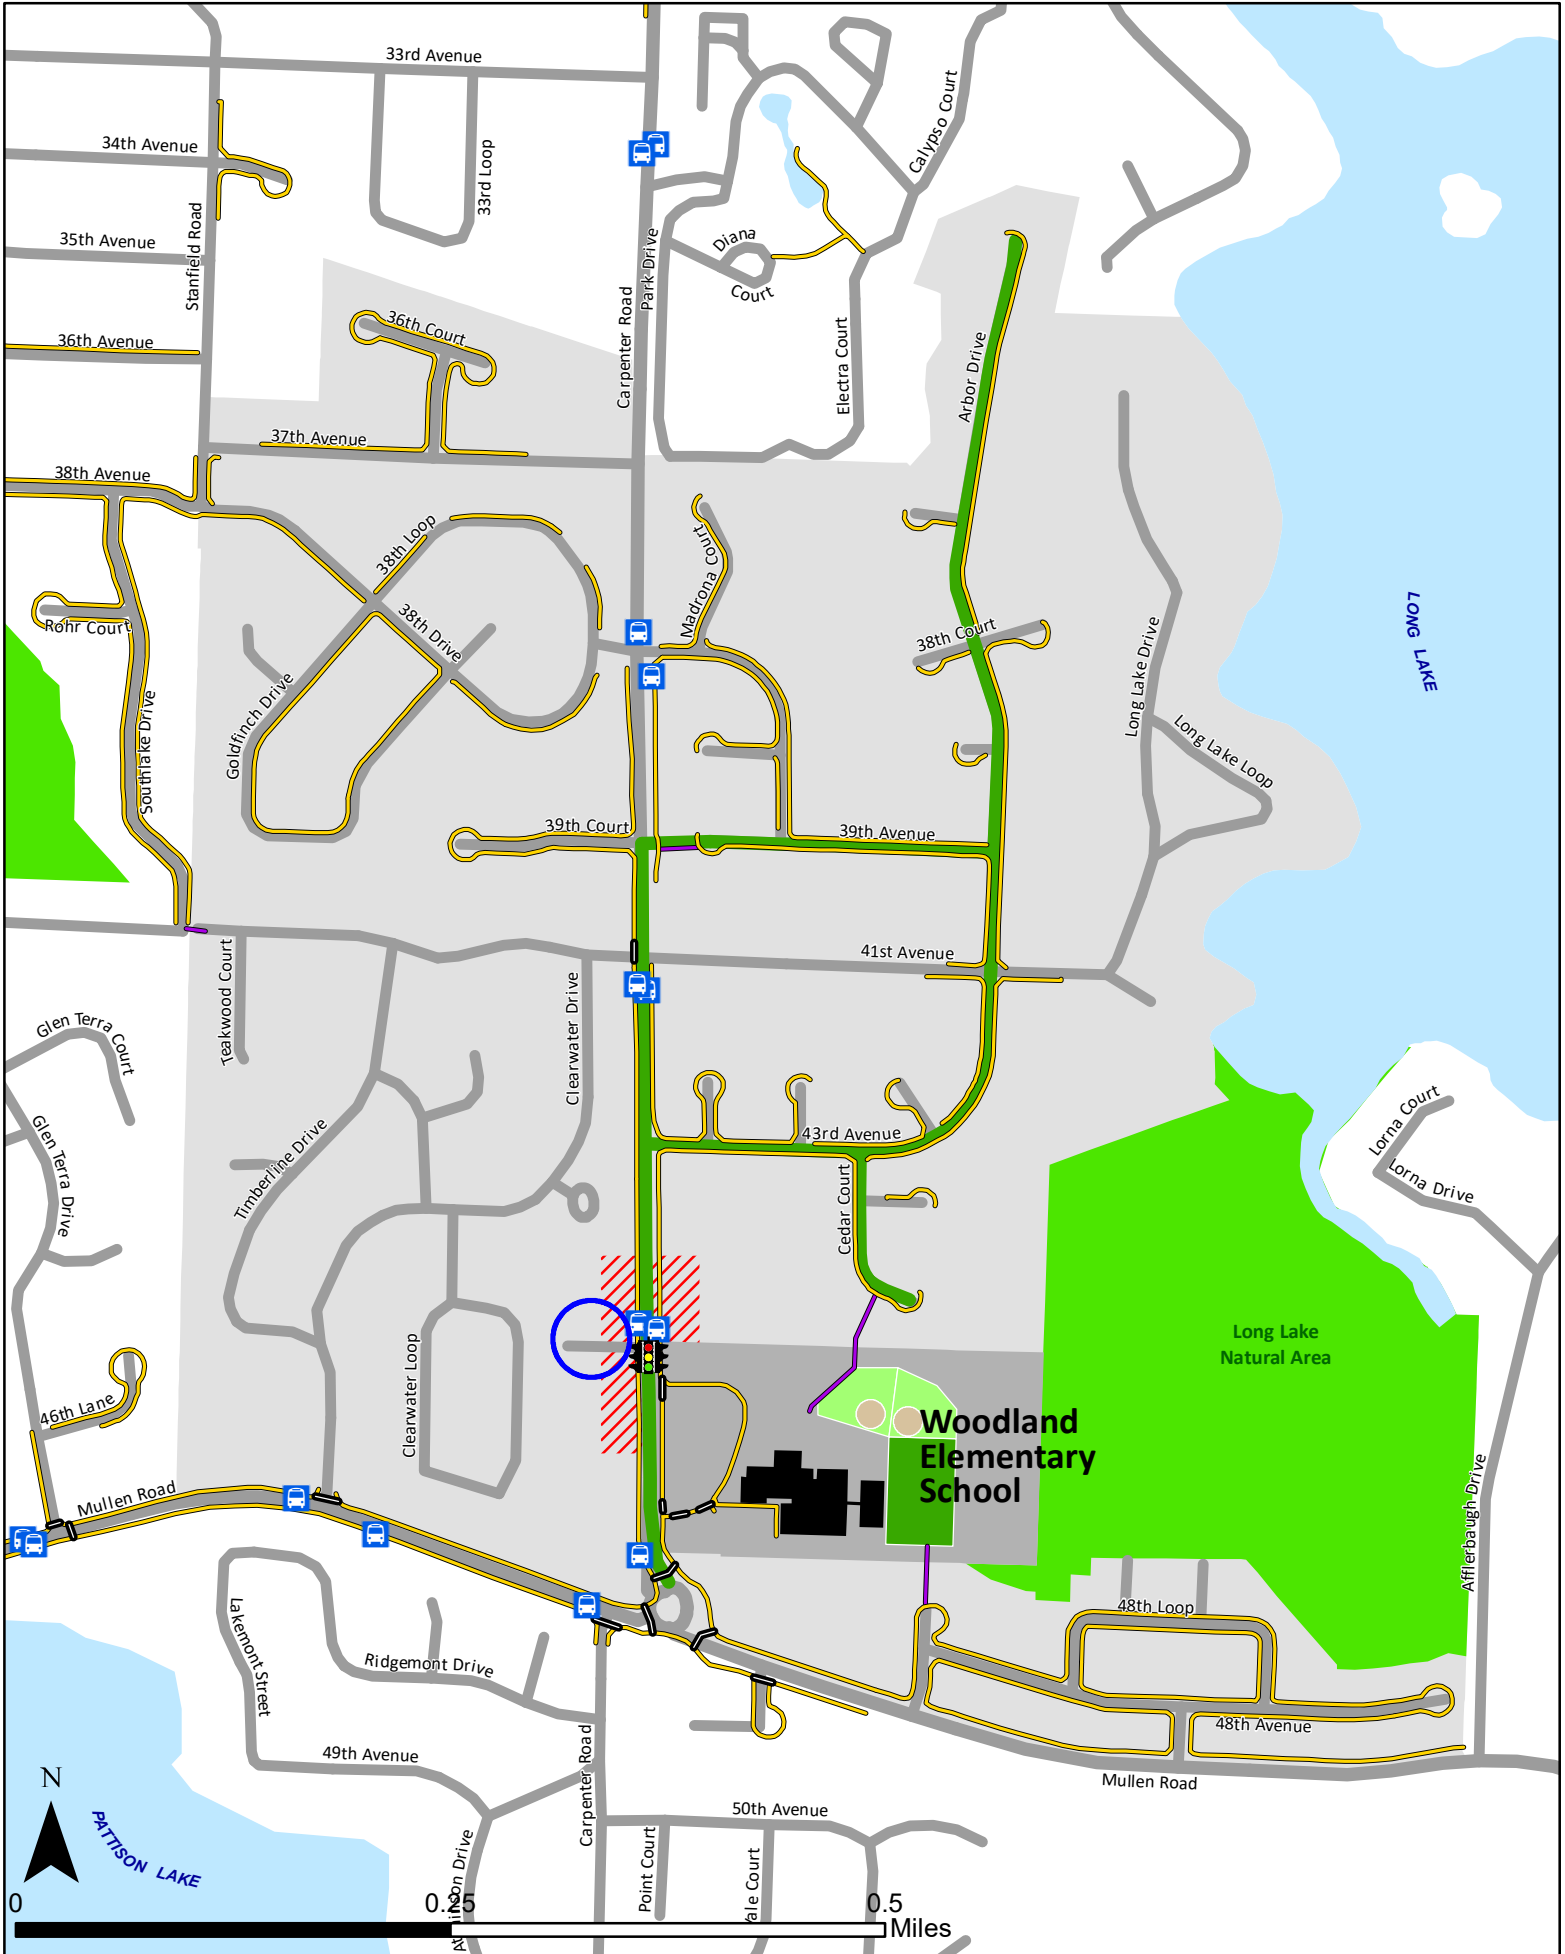 33rd Avenue
34th Avenue
33rd Loop
Calypso Court
Stanfield Road
35th Avenue
Park Drive
Diana
Court
36th Avenue
36th Court
Carpenter Road
Electra Court
Arbor Drive
37th Avenue
38th Avenue
38th Loop
Madrona Court
Rohr Court
38th Drive
38th Court
LONG LAKE
Goldfinch Drive
Southlake Drive
Long Lake Drive
Long Lake Loop
39th Court
39th Avenue
41st Avenue
Teakwood Court
Clearwater Drive
Glen Terra Court
Glen Terra Drive
Timberline Drive
43rd Avenue
Cedar Court
Lorna Court
Lorna Drive
Long Lake
Natural Area
Clearwater Loop
46th Lane
Woodland
Elementary
School
Mullen Road
Afflerbaugh Drive
Lakemont Street
Ridgemont Drive
48th Loop
48th Avenue
49th Avenue
Carpenter Road
Mullen Road
50th Avenue
Point Court
N
PATTISON LAKE
0
0.25
0.5
Miles